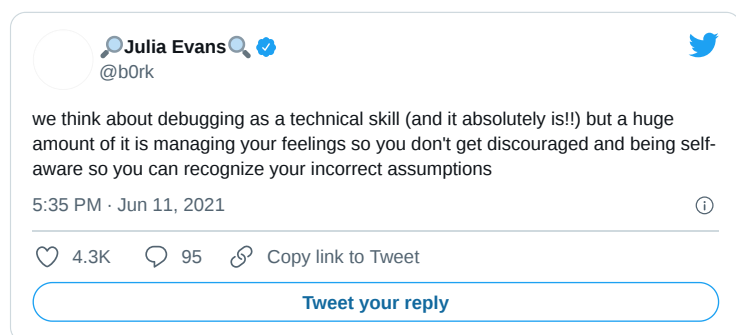 🔎Julia Evans🔍
@b0rk
we think about debugging as a technical skill (and it absolutely is!!) but a huge
amount of it is managing your feelings so you don't get discouraged and being self-
aware so you can recognize your incorrect assumptions
5:35 PM · Jun 11, 2021
4.3K 95 Copy link to Tweet
Tweet your reply